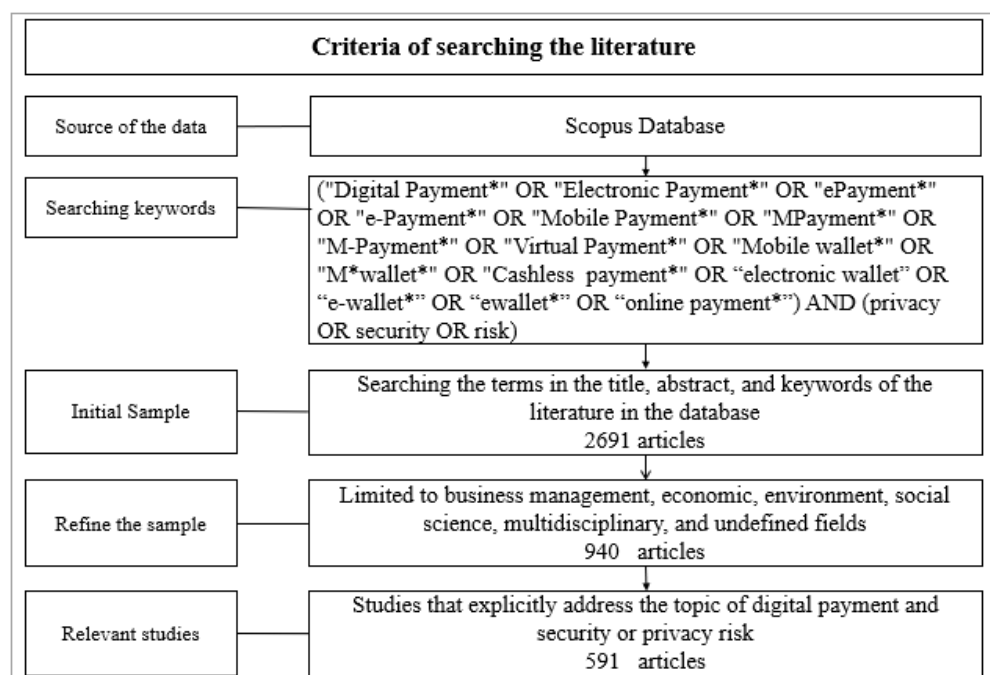 Criteria of searching the literature
Source of the data
Scopus Database
Searching keywords
("Digital Payment*" OR "Electronic Payment*" OR "ePayment*"
OR "e-Payment*" OR "Mobile Payment*" OR "MPayment*" OR
"M-Payment*" OR "Virtual Payment*" OR "Mobile wallet*" OR
"M*wallet*" OR "Cashless payment*" OR “electronic wallet” OR
“e-wallet*” OR “ewallet*” OR “online payment*”) AND (privacy
OR security OR risk)
Initial Sample
Searching the terms in the title, abstract, and keywords of the
literature in the database
2691 articles
Refine the sample
Limited to business management, economic, environment, social
science, multidisciplinary, and undefined fields
940 articles
Relevant studies
Studies that explicitly address the topic of digital payment and
security or privacy risk
591 articles